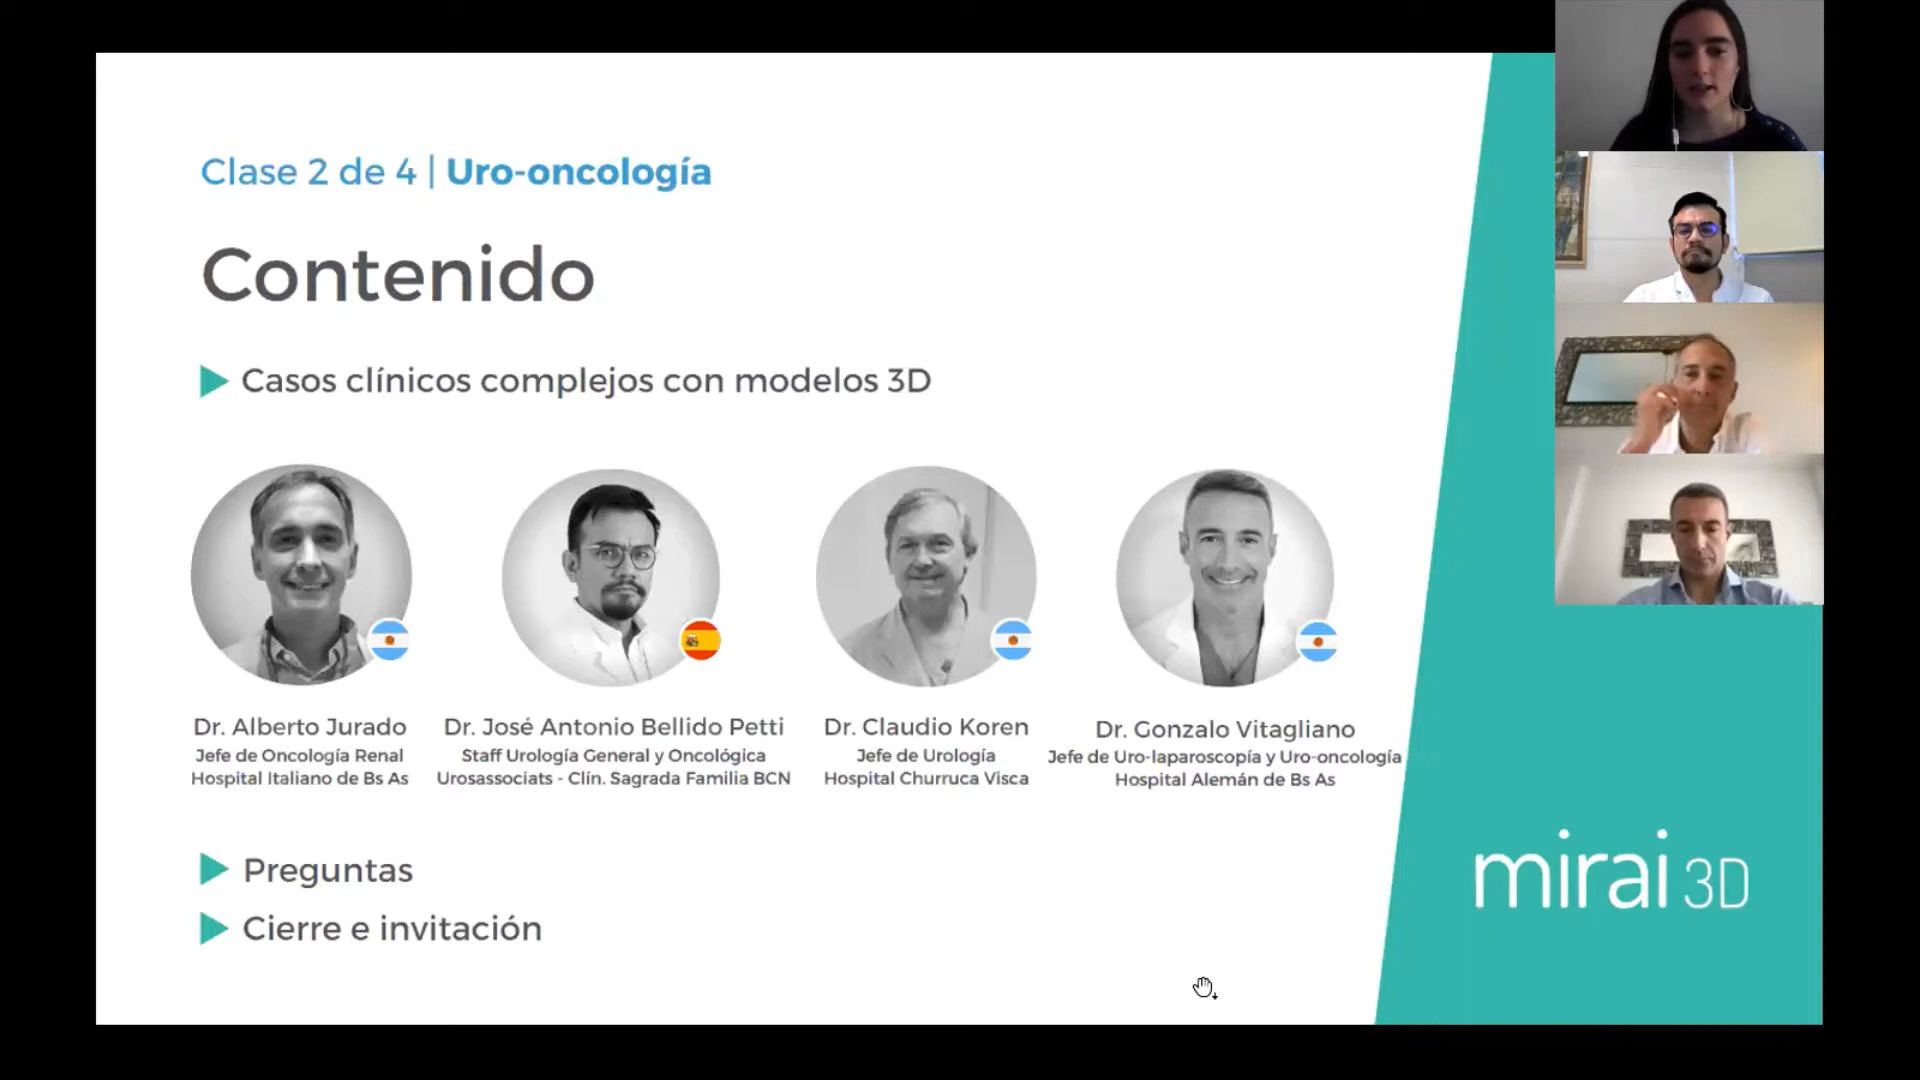 Clase 2 de 4 | Uro-oncología
Contenido
Casos clínicos complejos con modelos 3D
Dr. Alberto Jurado
Jefe de Oncología Renal
Hospital Italiano de Bs As
Dr. José Antonio Bellido Petti
Staff Urología General y Oncológica
Urosassociats - Clín. Sagrada Familia BCN
Dr. Claudio Koren
Jefe de Urología
Hospital Churruca Visca
Dr. Gonzalo Vitagliano
Jefe de Uro-laparoscopía y Uro-oncología
Hospital Alemán de Bs As
Preguntas
Cierre e invitación
mirai 3D